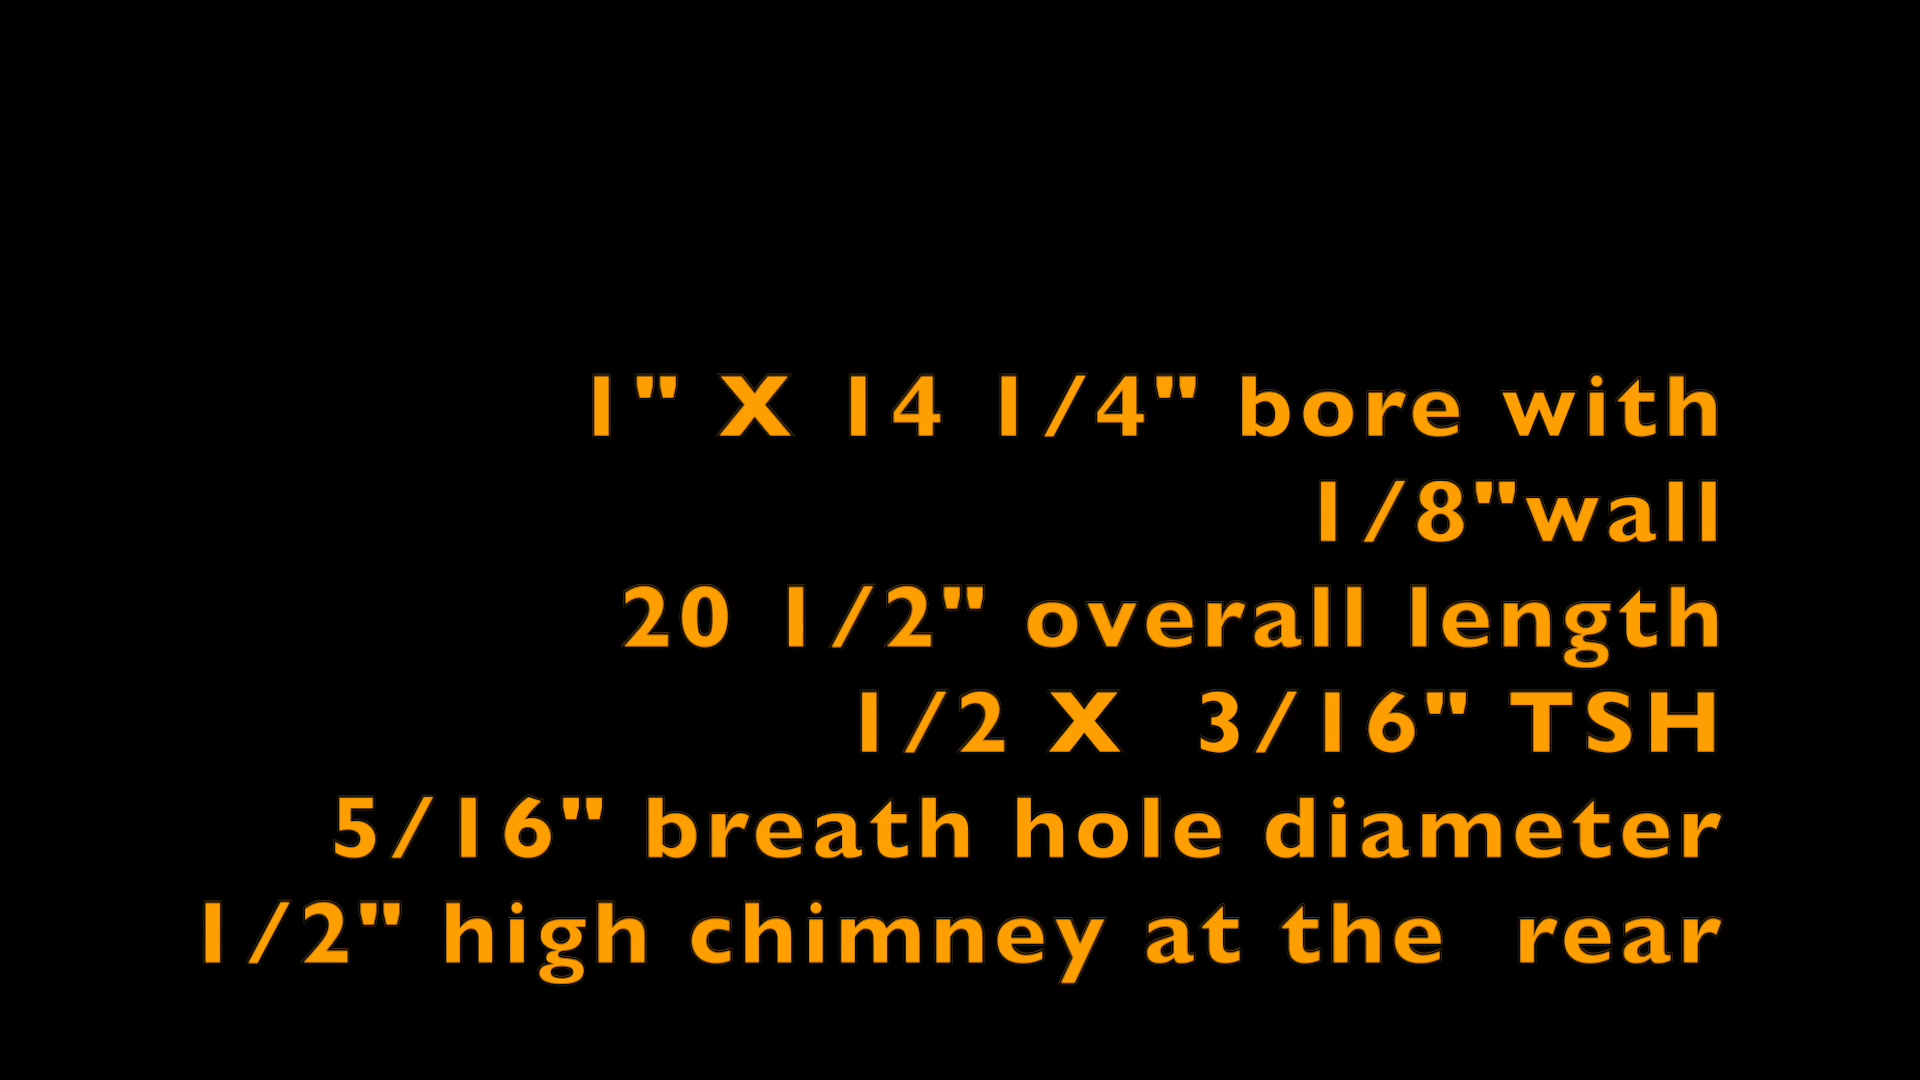 1" X 14 1/4" bore with
1/8"wall
20 1/2" overall length
1/2 X  3/16" TSH
5/16" breath hole diameter
1/2" high chimney at the  rear